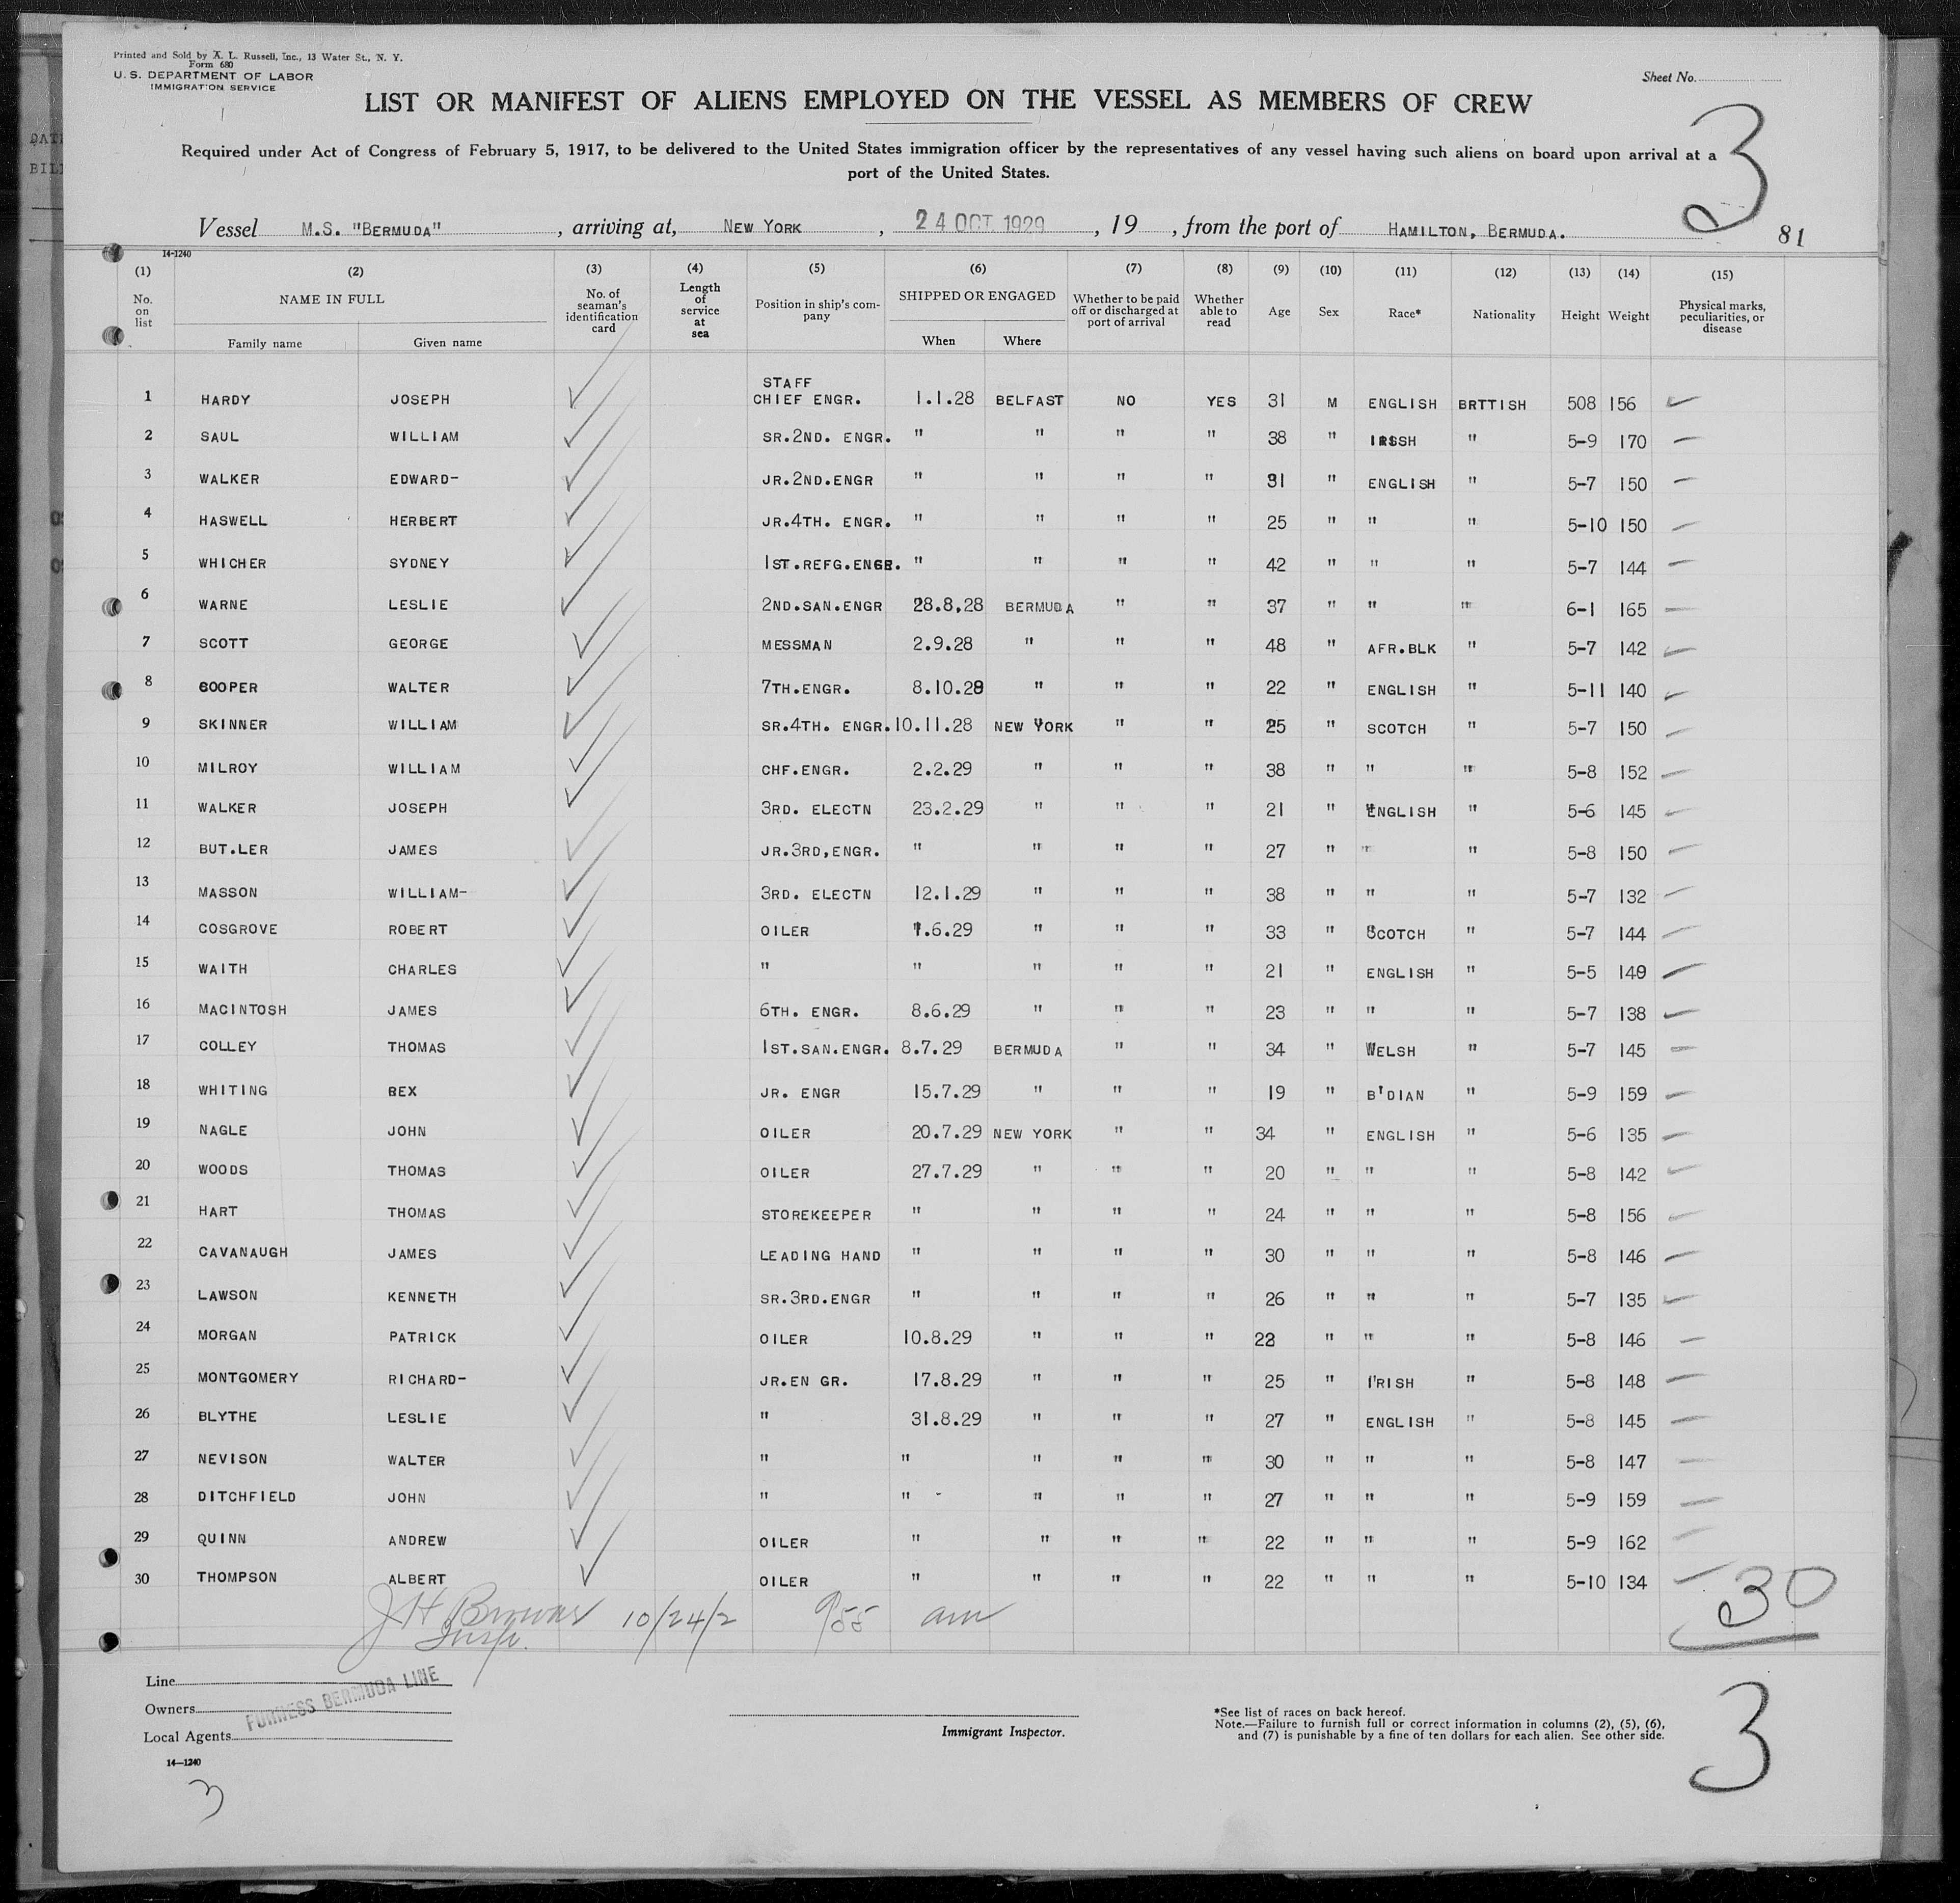 Printed and Sold by A. L. Russell, Inc., 13 Water St., N. Y.
Form 680
U. S. DEPARTMENT OF LABOR
IMMIGRATION SERVICE
Sheet No.
LIST OR MANIFEST OF ALIENS EMPLOYED ON THE VESSEL AS MEMBERS OF CREW
3
Required under Act of Congress of February 5, 1917, to be delivered to the United States immigration officer by the representatives of any vessel having such aliens on board upon arrival at a
port of the United States.
Vessel M.S. "BERMUDA" , arriving at, NEW YORK , 24 OCT 1929 , 19 , from the port of HAMILTON, BERMUDA. 81
14-1240
(1) (2) (3) (4) (5) (6) (7) (8) (9) (10) (11) (12) (13) (14) (15)
No. on list NAME IN FULL Family name Given name No. of seaman's identification card Length of service at sea Position in ship's company SHIPPED OR ENGAGED When Where Whether to be paid off or discharged at port of arrival Whether able to read Age Sex Race* Nationality Height Weight Physical marks, peculiarities, or disease
1 HARDY JOSEPH STAFF CHIEF ENGR. 1.1.28 BELFAST NO YES 31 M ENGLISH BRTTISH 508 156
2 SAUL WILLIAM SR.2ND. ENGR. " " " " 38 " IRSSH " 5-9 170
3 WALKER EDWARD- JR.2ND.ENGR " " " " 31 " ENGLISH " 5-7 150
4 HASWELL HERBERT JR.4TH. ENGR. " " " " 25 " " " 5-10 150
5 WHICHER SYDNEY 1ST.REFG.ENGR. " " " " 42 " " " 5-7 144
6 WARNE LESLIE 2ND.SAN.ENGR 28.8.28 BERMUDA " " 37 " " " 6-1 165
7 SCOTT GEORGE MESSMAN 2.9.28 " " " 48 " AFR.BLK " 5-7 142
8 COOPER WALTER 7TH.ENGR. 8.10.28 " " " 22 " ENGLISH " 5-11 140
9 SKINNER WILLIAM SR.4TH. ENGR. 10.11.28 NEW YORK " " 25 " SCOTCH " 5-7 150
10 MILROY WILLIAM CHF.ENGR. 2.2.29 " " " 38 " " " 5-8 152
11 WALKER JOSEPH 3RD. ELECTN 23.2.29 " " " 21 " ENGLISH " 5-6 145
12 BUT.LER JAMES JR.3RD,ENGR. " " " " 27 " " " 5-8 150
13 MASSON WILLIAM- 3RD. ELECTN 12.1.29 " " " 38 " " " 5-7 132
14 COSGROVE ROBERT OILER 1.6.29 " " " 33 " SCOTCH " 5-7 144
15 WAITH CHARLES " " " " " 21 " ENGLISH " 5-5 149
16 MACINTOSH JAMES 6TH. ENGR. 8.6.29 " " " 23 " " " 5-7 138
17 COLLEY THOMAS 1ST.SAN.ENGR. 8.7.29 BERMUDA " " 34 " WELSH " 5-7 145
18 WHITING REX JR. ENGR 15.7.29 " " " 19 " B'DIAN " 5-9 159
19 NAGLE JOHN OILER 20.7.29 NEW YORK " " 34 " ENGLISH " 5-6 135
20 WOODS THOMAS OILER 27.7.29 " " " 20 " " " 5-8 142
21 HART THOMAS STOREKEEPER " " " " 24 " " " 5-8 156
22 CAVANAUGH JAMES LEADING HAND " " " " 30 " " " 5-8 146
23 LAWSON KENNETH SR.3RD.ENGR " " " " 26 " " " 5-7 135
24 MORGAN PATRICK OILER 10.8.29 " " " 22 " " " 5-8 146
25 MONTGOMERY RICHARD- JR.EN GR. 17.8.29 " " " 25 " IRISH " 5-8 148
26 BLYTHE LESLIE " 31.8.29 " " " 27 " ENGLISH " 5-8 145
27 NEVISON WALTER " " " " " 30 " " " 5-8 147
28 DITCHFIELD JOHN " " " " " 27 " " " 5-9 159
29 QUINN ANDREW OILER " " " " 22 " " " 5-9 162
30 THOMPSON ALBERT OILER " " " " 22 " " " 5-10 134
30
10/24/2 955 am
Line
Owners
Local Agents
FURNESS BERMUDA LINE
Immigrant Inspector.
*See list of races on back hereof.
Note.—Failure to furnish full or correct information in columns (2), (5), (6),
and (7) is punishable by a fine of ten dollars for each alien. See other side.
3
14—1240
3